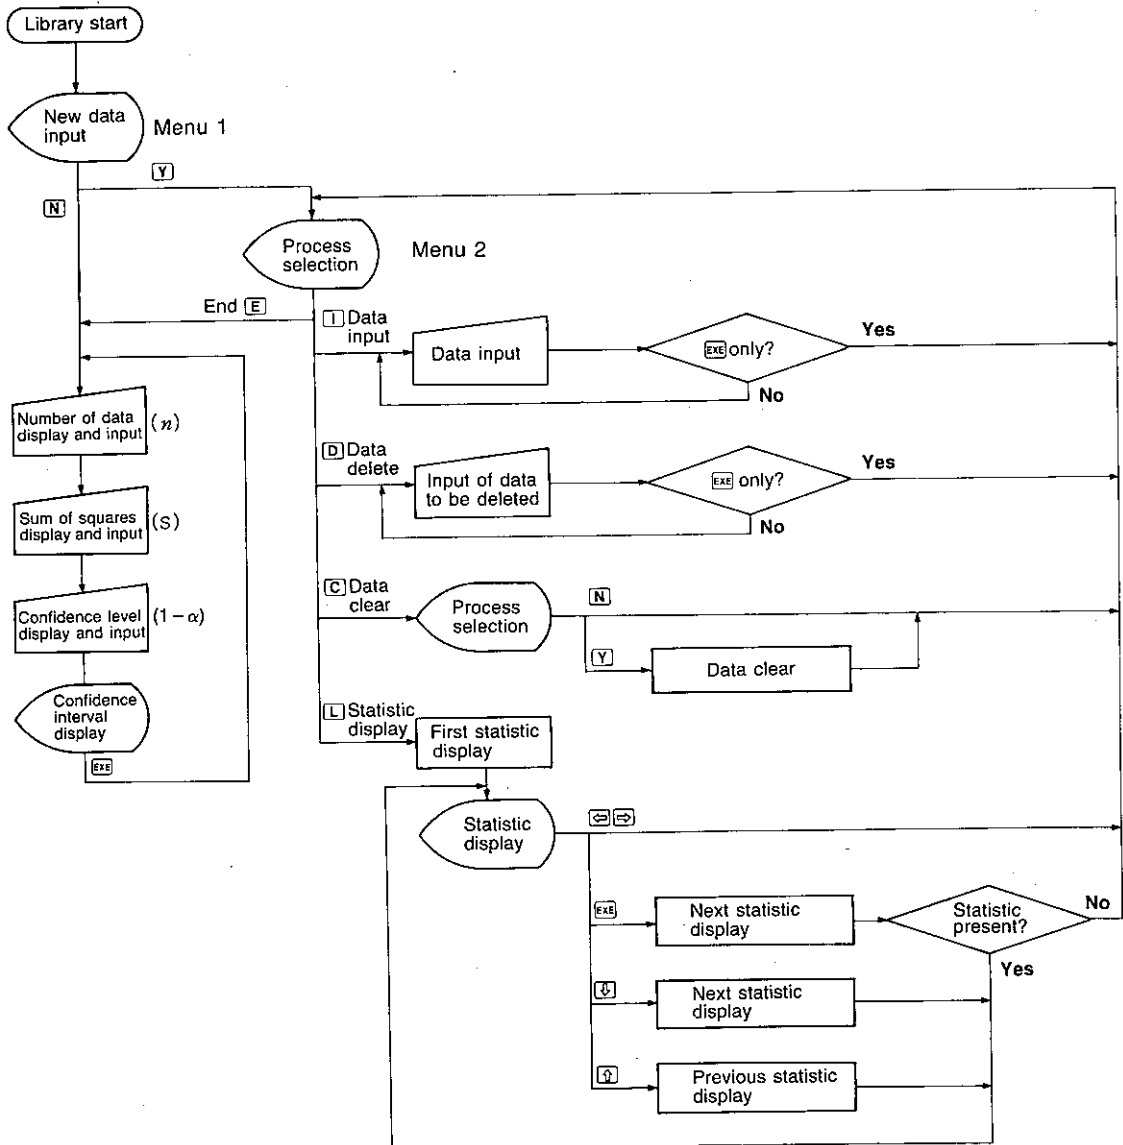 Library start
New data
input
Menu 1
Y
N
Process
selection
Menu 2
End E
I Data
input
Data input
EXE only?
Yes
No
Number of data
display and input
(n)
D Data
delete
Input of data
to be deleted
EXE only?
Yes
No
Sum of squares
display and input
(S)
C Data
clear
Process
selection
N
Y
Data clear
Confidence level
display and input
(1−α)
Confidence
interval
display
EXE
L Statistic
display
First statistic
display
Statistic
display
⇦ ⇨
EXE
Next statistic
display
Statistic
present?
No
Yes
⇩
Next statistic
display
⇧
Previous statistic
display